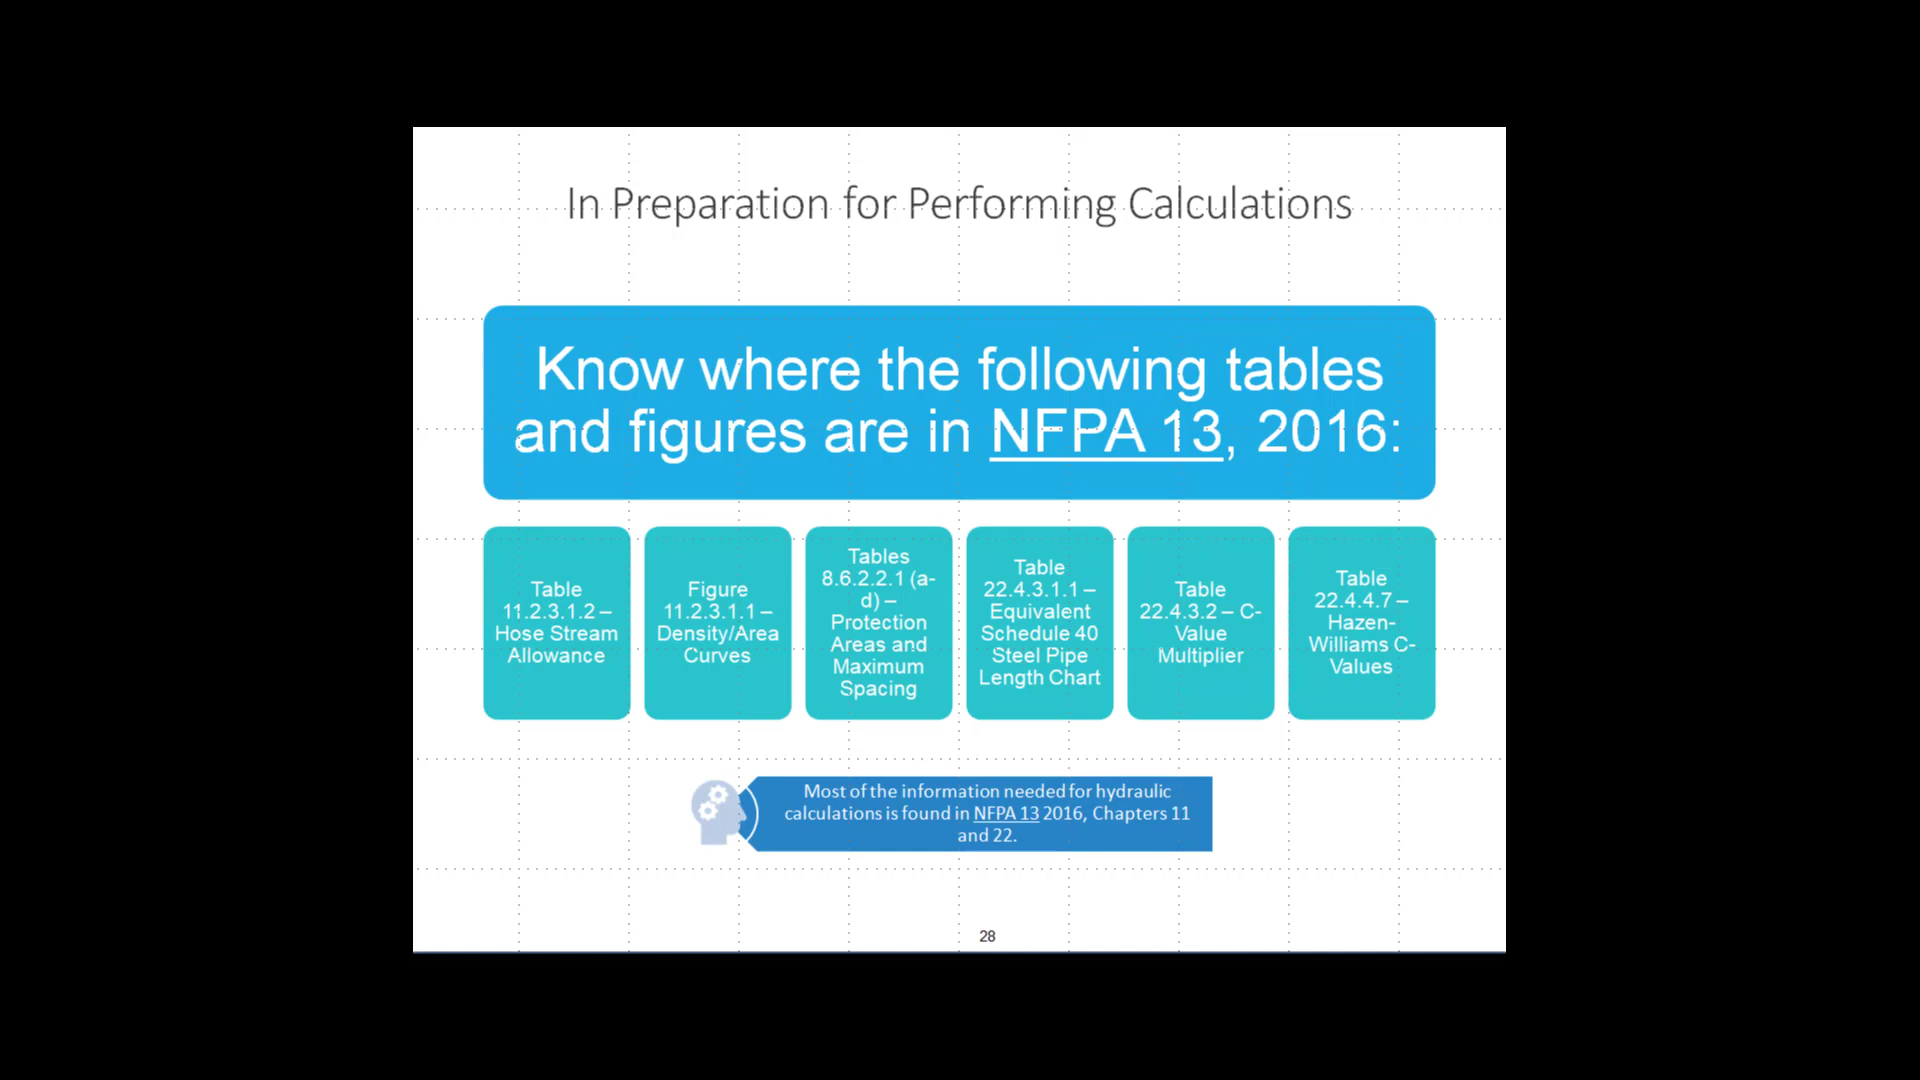 In Preparation for Performing Calculations
Know where the following tables
and figures are in NFPA 13, 2016:
Table
11.2.3.1.2 –
Hose Stream
Allowance
Figure
11.2.3.1.1 –
Density/Area
Curves
Tables
8.6.2.2.1 (a-
d) –
Protection
Areas and
Maximum
Spacing
Table
22.4.3.1.1 –
Equivalent
Schedule 40
Steel Pipe
Length Chart
Table
22.4.3.2 – C-
Value
Multiplier
Table
22.4.4.7 –
Hazen-
Williams C-
Values
Most of the information needed for hydraulic
calculations is found in NFPA 13 2016, Chapters 11
and 22.
28